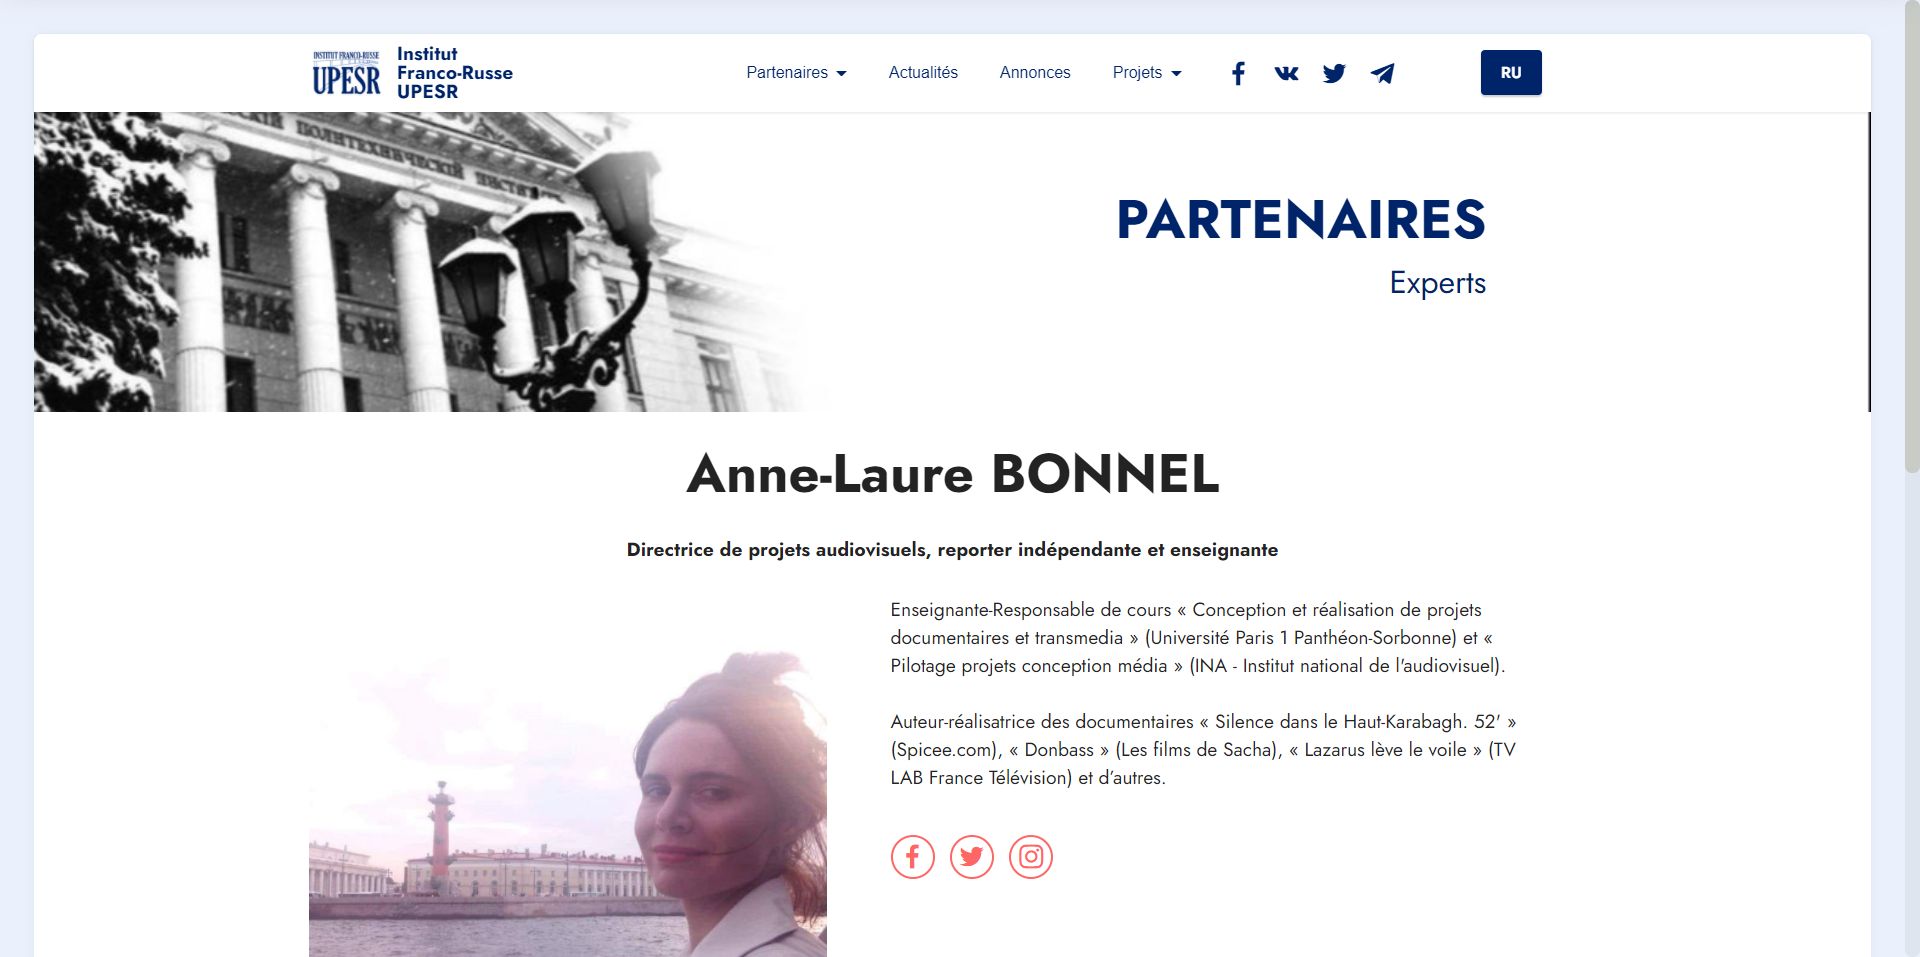 INSTITUT FRANCO-RUSSE
UPESR
Institut
Franco-Russe
UPESR
Partenaires
Actualités
Annonces
Projets
RU
ПОЛИТЕХНИЧЕСКІЙ
PARTENAIRES
Experts
Anne-Laure BONNEL
Directrice de projets audiovisuels, reporter indépendante et enseignante
Enseignante-Responsable de cours « Conception et réalisation de projets
documentaires et transmedia » (Université Paris 1 Panthéon-Sorbonne) et «
Pilotage projets conception média » (INA - Institut national de l'audiovisuel).
Auteur-réalisatrice des documentaires « Silence dans le Haut-Karabagh. 52' »
(Spicee.com), « Donbass » (Les films de Sacha), « Lazarus lève le voile » (TV
LAB France Télévision) et d’autres.